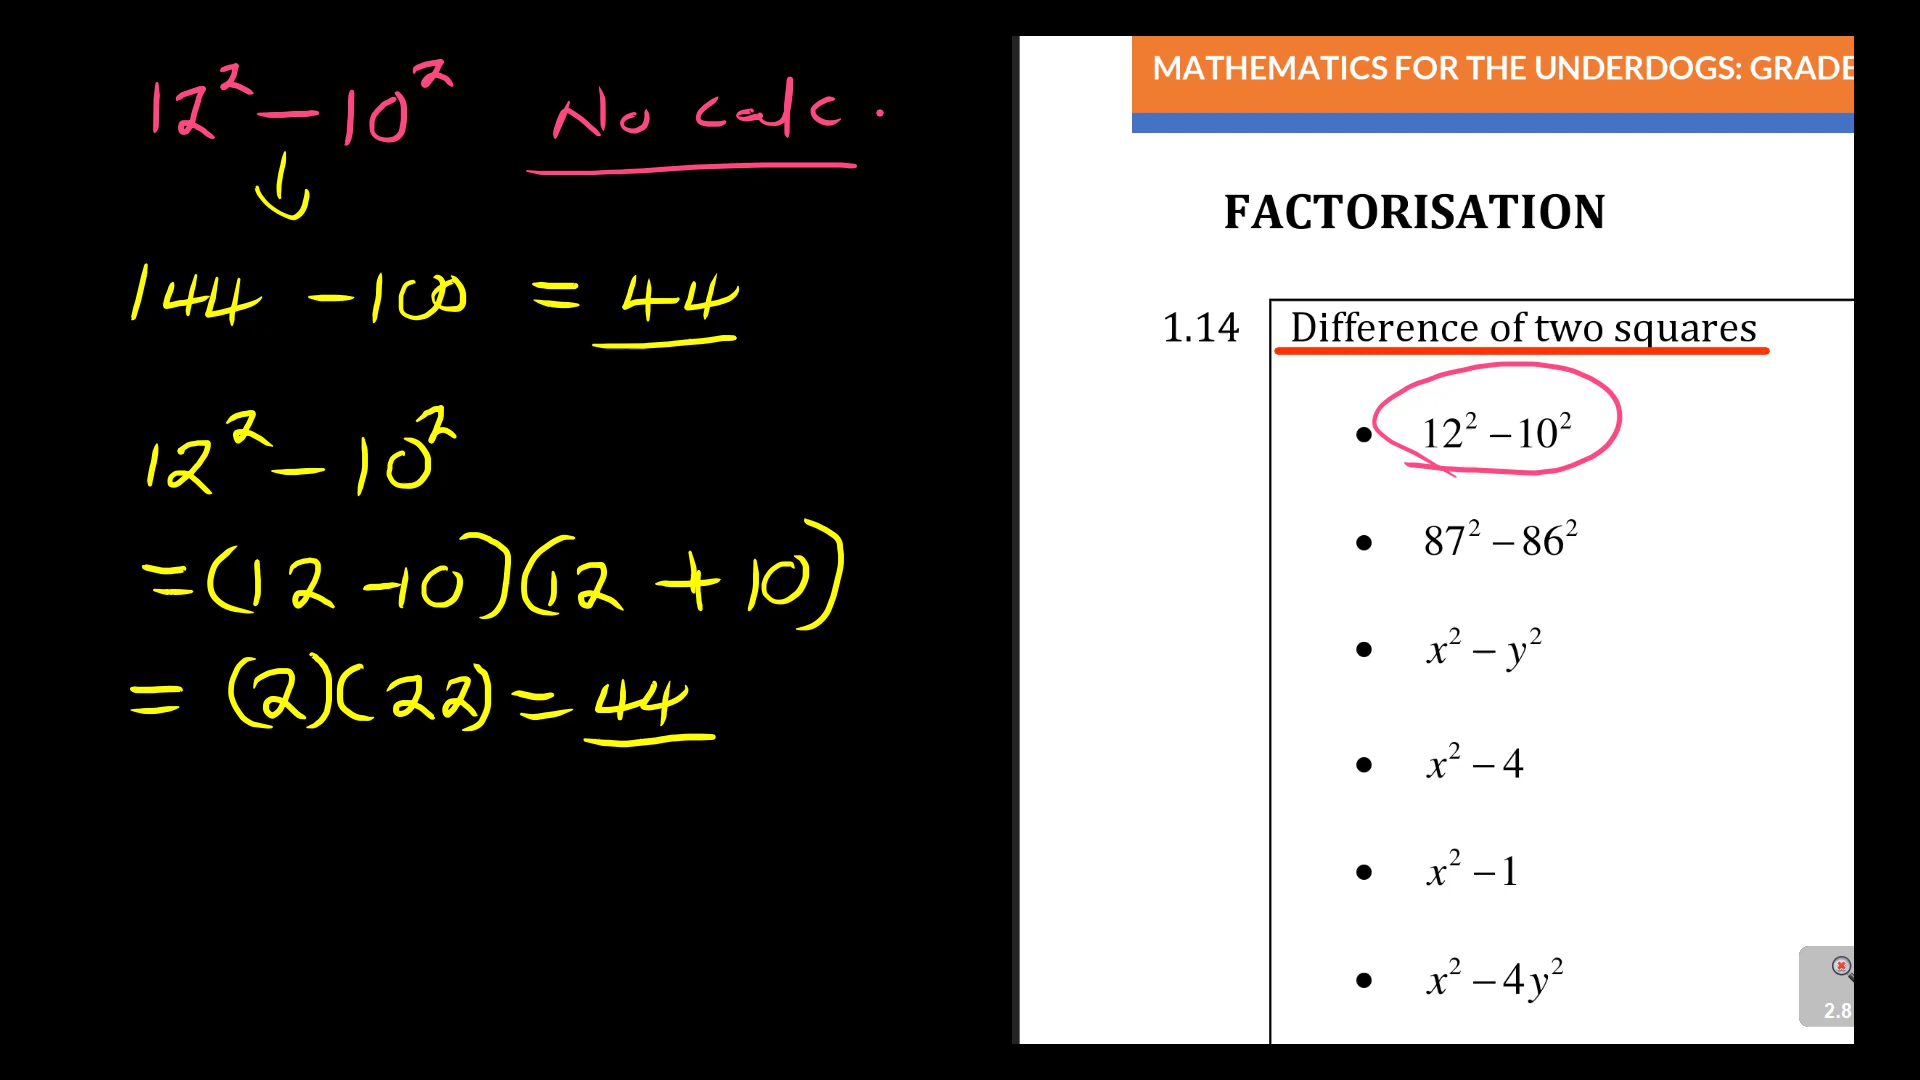 12² − 10² No calc.
144 − 100 = 44
12² − 10²
= (12 − 10)(12 + 10)
= (2)(22) = 44
MATHEMATICS FOR THE UNDERDOGS: GRADE
FACTORISATION
1.14 Difference of two squares
• 12² − 10²
• 87² − 86²
• x² − y²
• x² − 4
• x² − 1
• x² − 4y²
2.8